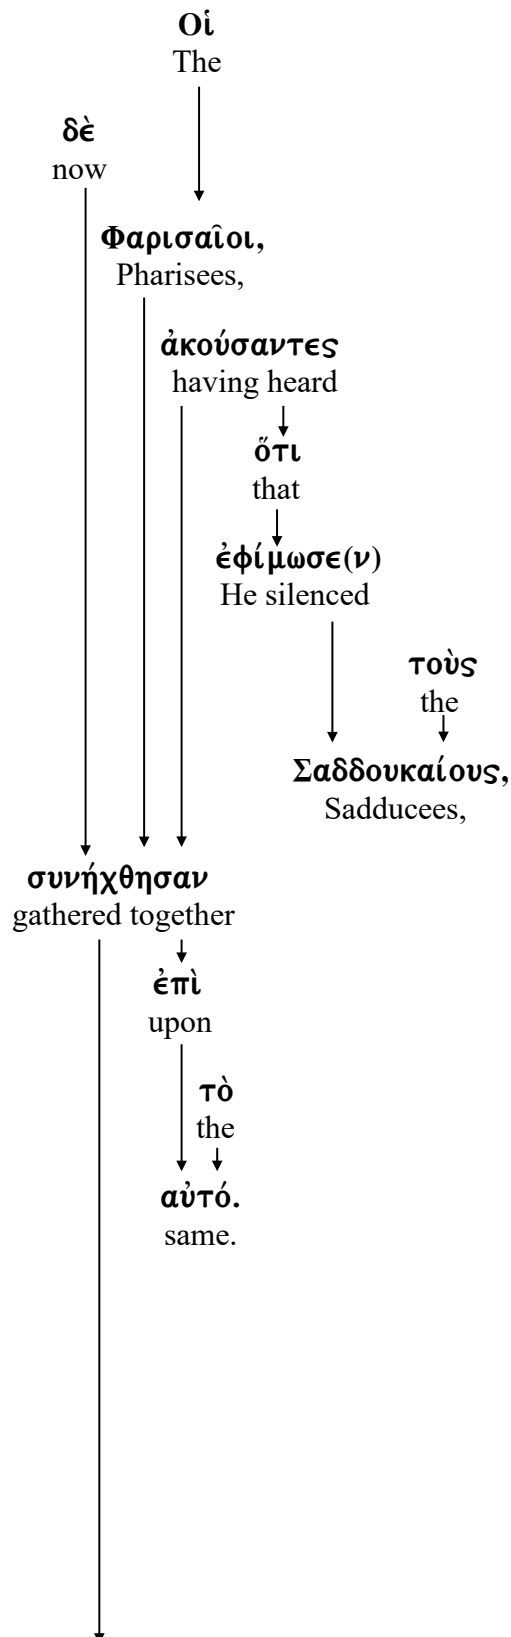 Οἱ
The
δὲ
now
Φαρισαῖοι,
Pharisees,
ἀκούσαντες
having heard
ὅτι
that
ἐφίμωσε(ν)
He silenced
τοὺς
the
Σαδδουκαίους,
Sadducees,
συνήχθησαν
gathered together
ἐπὶ
upon
τὸ
the
αὐτό.
same.